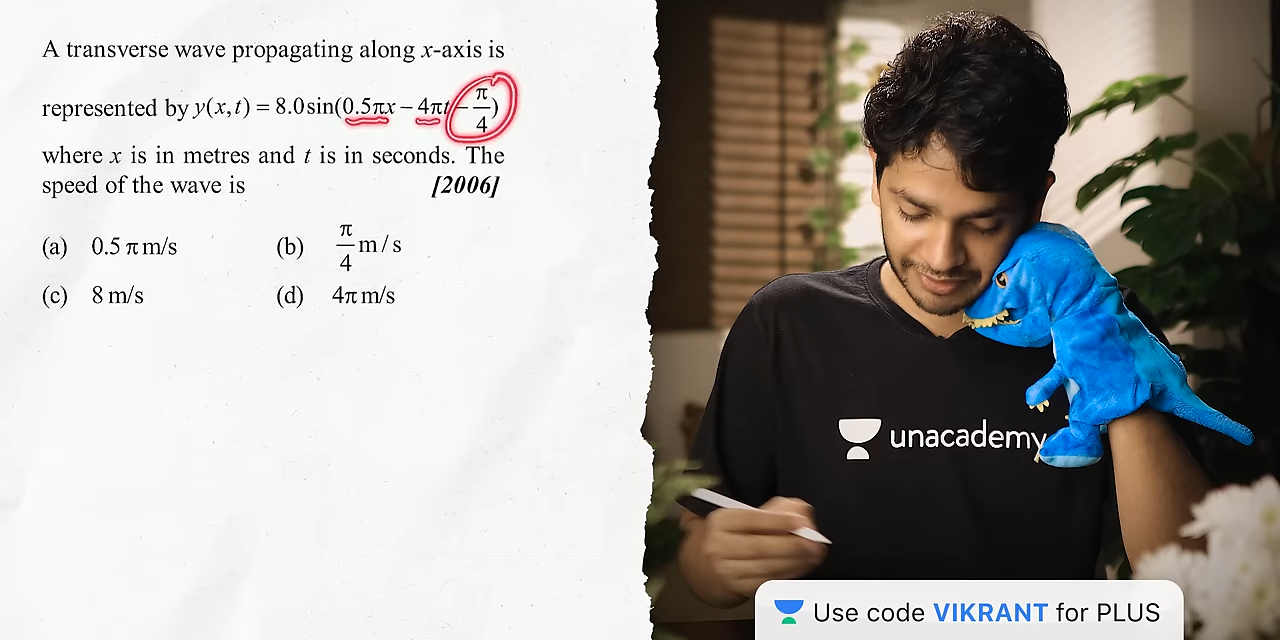 A transverse wave propagating along x-axis is
represented by y(x,t) = 8.0sin(0.5πx − 4πt − π/4)
where x is in metres and t is in seconds. The
speed of the wave is [2006]
(a) 0.5 π m/s (b) π/4 m/s
(c) 8 m/s (d) 4π m/s
unacademy
Use code VIKRANT for PLUS